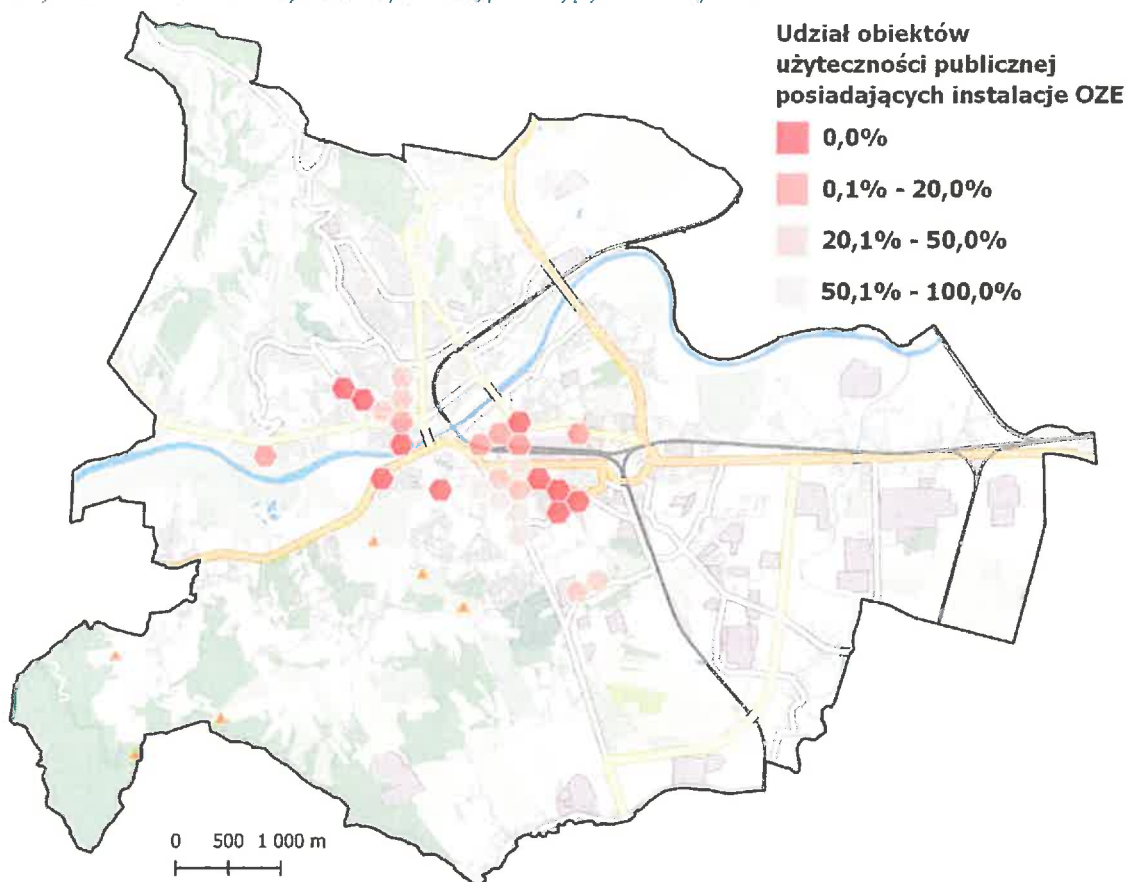 Udział obiektów
użyteczności publicznej
posiadających instalacje OZE
0,0%
0,1% - 20,0%
20,1% - 50,0%
50,1% - 100,0%
0 500 1 000 m